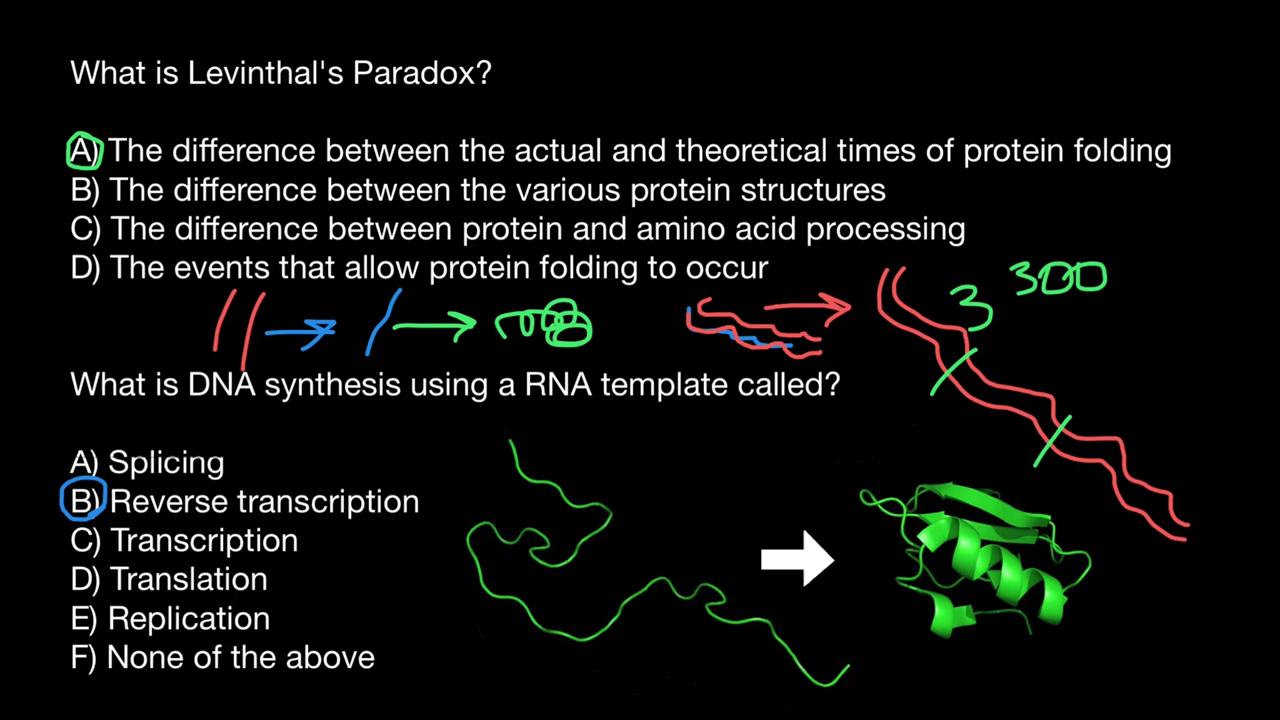 What is Levinthal's Paradox?
A) The difference between the actual and theoretical times of protein folding
B) The difference between the various protein structures
C) The difference between protein and amino acid processing
D) The events that allow protein folding to occur
3 300
What is DNA synthesis using a RNA template called?
A) Splicing
B) Reverse transcription
C) Transcription
D) Translation
E) Replication
F) None of the above